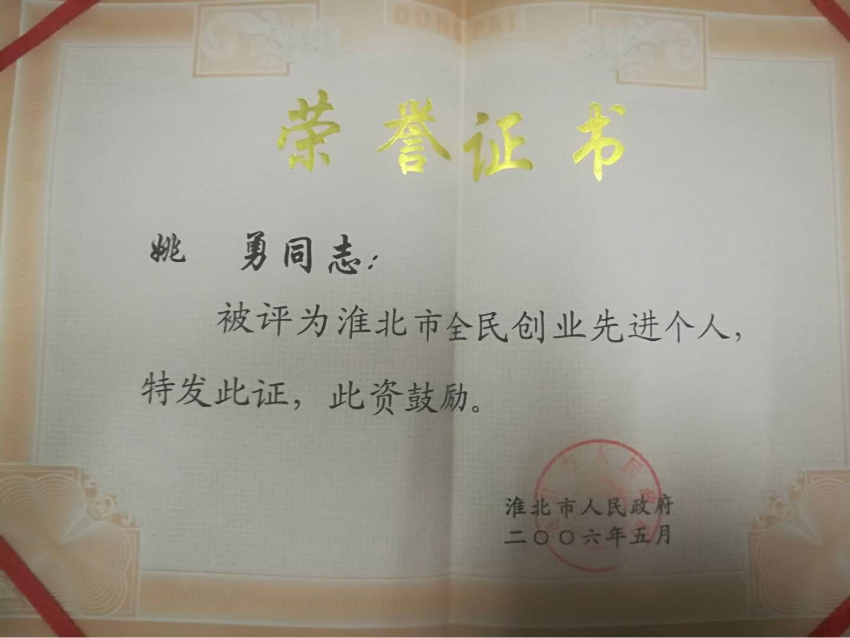 荣誉证书
姚 勇同志:
被评为淮北市全民创业先进个人,
特发此证, 此资鼓励。
淮北市人民政府
二〇〇六年五月